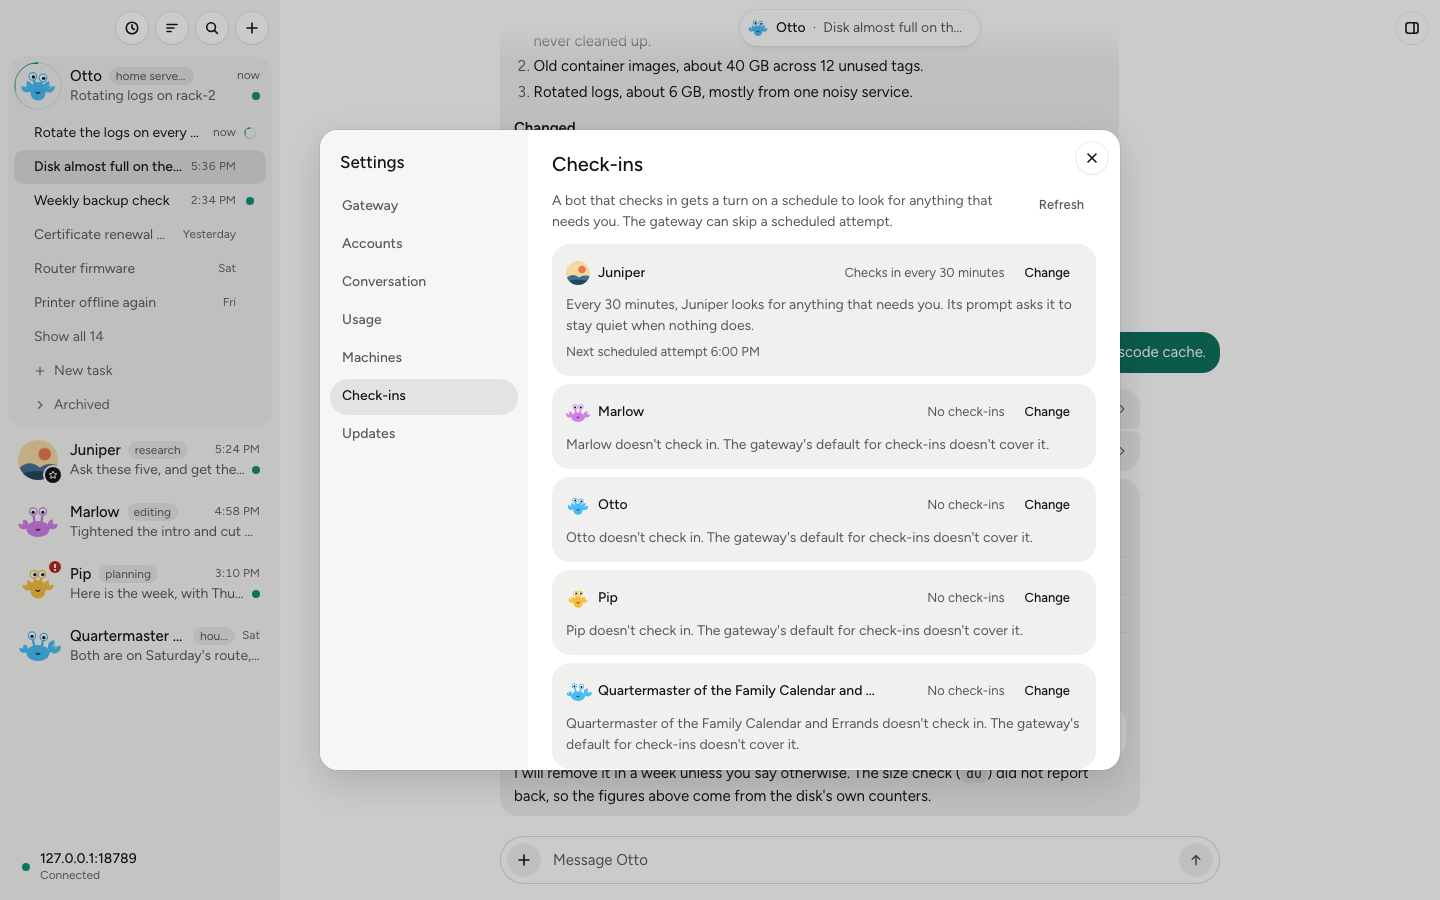 Otto · Disk almost full on th...
never cleaned up.
2. Old container images, about 40 GB across 12 unused tags.
3. Rotated logs, about 6 GB, mostly from one noisy service.
Changed
Otto home serve... now
Rotating logs on rack-2
Rotate the logs on every ... now
Disk almost full on the... 5:36 PM
Weekly backup check 2:34 PM
Certificate renewal ... Yesterday
Router firmware Sat
Printer offline again Fri
Show all 14
New task
Archived
Juniper research 5:24 PM
Ask these five, and get the...
Marlow editing 4:58 PM
Tightened the intro and cut ...
Pip planning 3:10 PM
Here is the week, with Thu...
Quartermaster ... hou... Sat
Both are on Saturday's route,...
127.0.0.1:18789
Connected
Settings
Gateway
Accounts
Conversation
Usage
Machines
Check-ins
Updates
Check-ins
A bot that checks in gets a turn on a schedule to look for anything that
needs you. The gateway can skip a scheduled attempt.
Refresh
Juniper Checks in every 30 minutes Change
Every 30 minutes, Juniper looks for anything that needs you. Its prompt asks it to
stay quiet when nothing does.
Next scheduled attempt 6:00 PM
Marlow No check-ins Change
Marlow doesn't check in. The gateway's default for check-ins doesn't cover it.
Otto No check-ins Change
Otto doesn't check in. The gateway's default for check-ins doesn't cover it.
Pip No check-ins Change
Pip doesn't check in. The gateway's default for check-ins doesn't cover it.
Quartermaster of the Family Calendar and ... No check-ins Change
Quartermaster of the Family Calendar and Errands doesn't check in. The gateway's
default for check-ins doesn't cover it.
scode cache.
I will remove it in a week unless you say otherwise. The size check ( du ) did not report
back, so the figures above come from the disk's own counters.
Message Otto